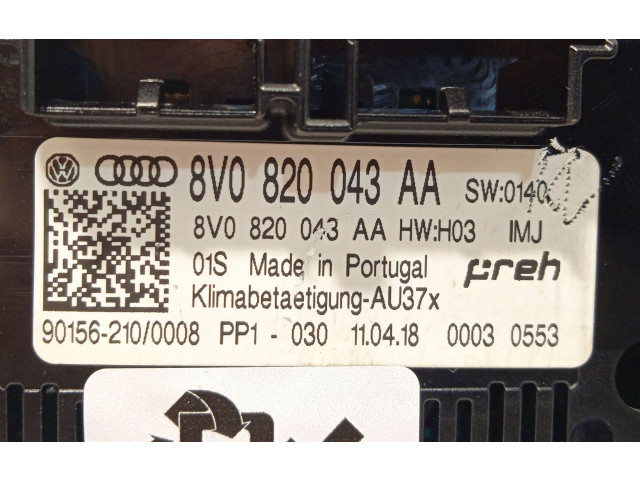 8V0 820 043 AA SW:0140
8V0 820 043 AA HW:H03 IMJ
01S Made in Portugal preh
Klimabetaetigung-AU37x
90156-210/0008 PP1 - 030 11.04.18 0003 0553